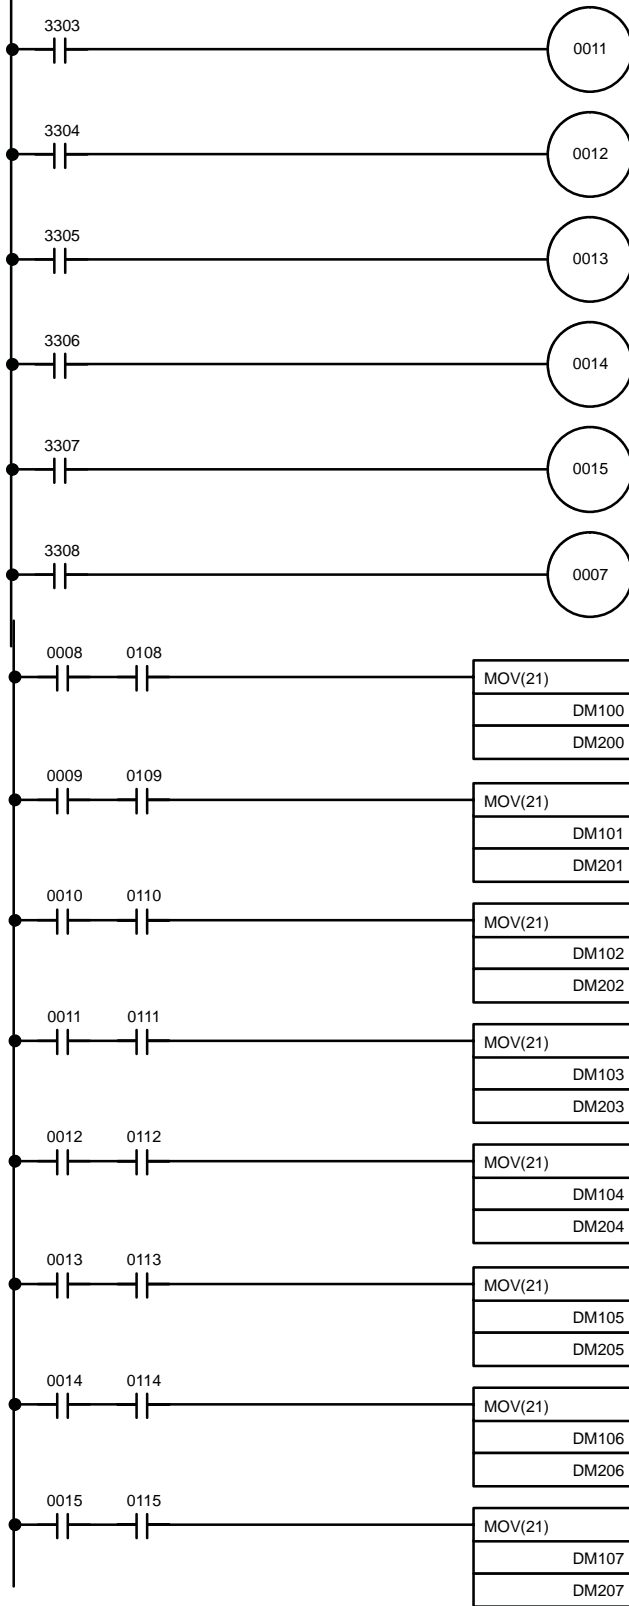 3303
0011
3304
0012
3305
0013
3306
0014
3307
0015
3308
0007
0008 0108
MOV(21)
DM100
DM200
0009 0109
MOV(21)
DM101
DM201
0010 0110
MOV(21)
DM102
DM202
0011 0111
MOV(21)
DM103
DM203
0012 0112
MOV(21)
DM104
DM204
0013 0113
MOV(21)
DM105
DM205
0014 0114
MOV(21)
DM106
DM206
0015 0115
MOV(21)
DM107
DM207